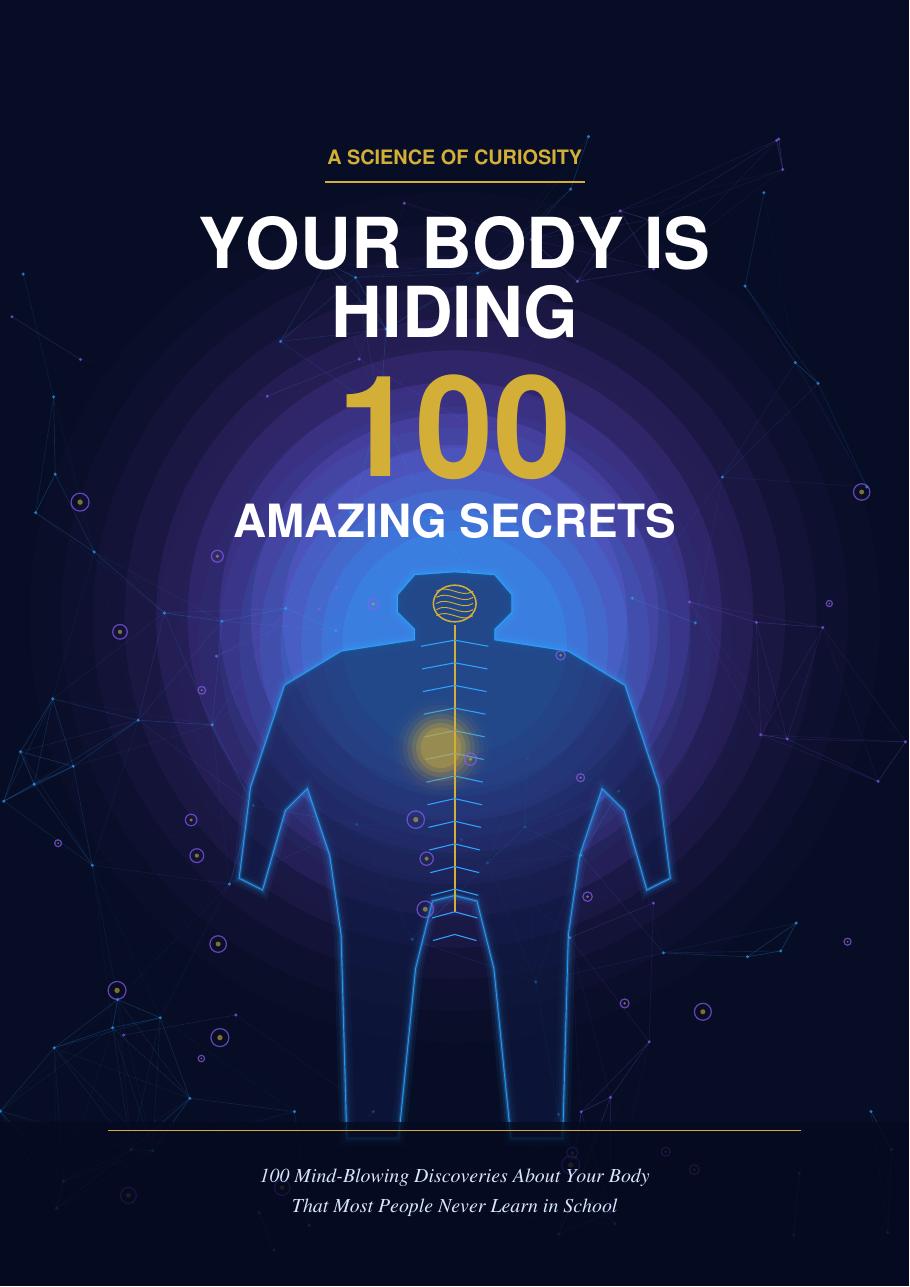 A SCIENCE OF CURIOSITY
YOUR BODY IS
HIDING
100
AMAZING SECRETS
100 Mind-Blowing Discoveries About Your Body
That Most People Never Learn in School